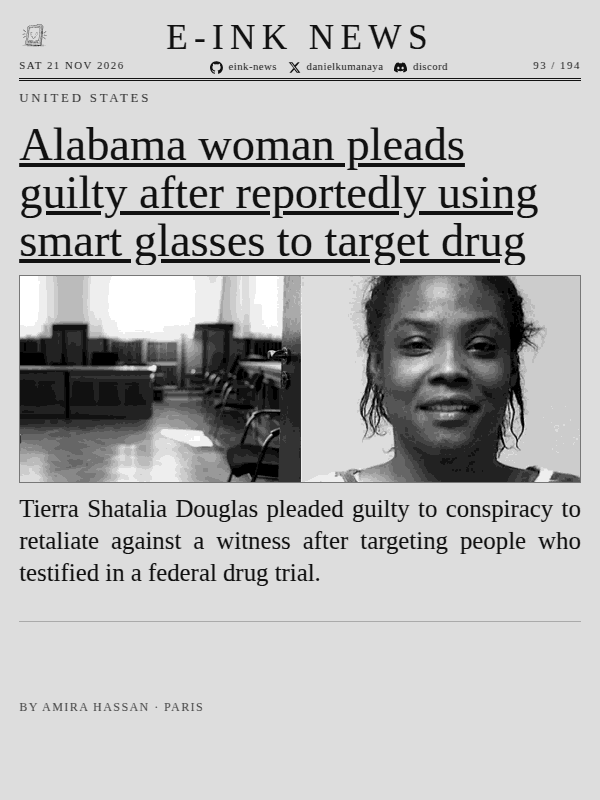 E-INK NEWS
SAT 21 NOV 2026
eink-news
danielkumanaya
discord
93 / 194
UNITED STATES
Alabama woman pleads
guilty after reportedly using
smart glasses to target drug
Tierra Shatalia Douglas pleaded guilty to conspiracy to
retaliate against a witness after targeting people who
testified in a federal drug trial.
BY AMIRA HASSAN · PARIS